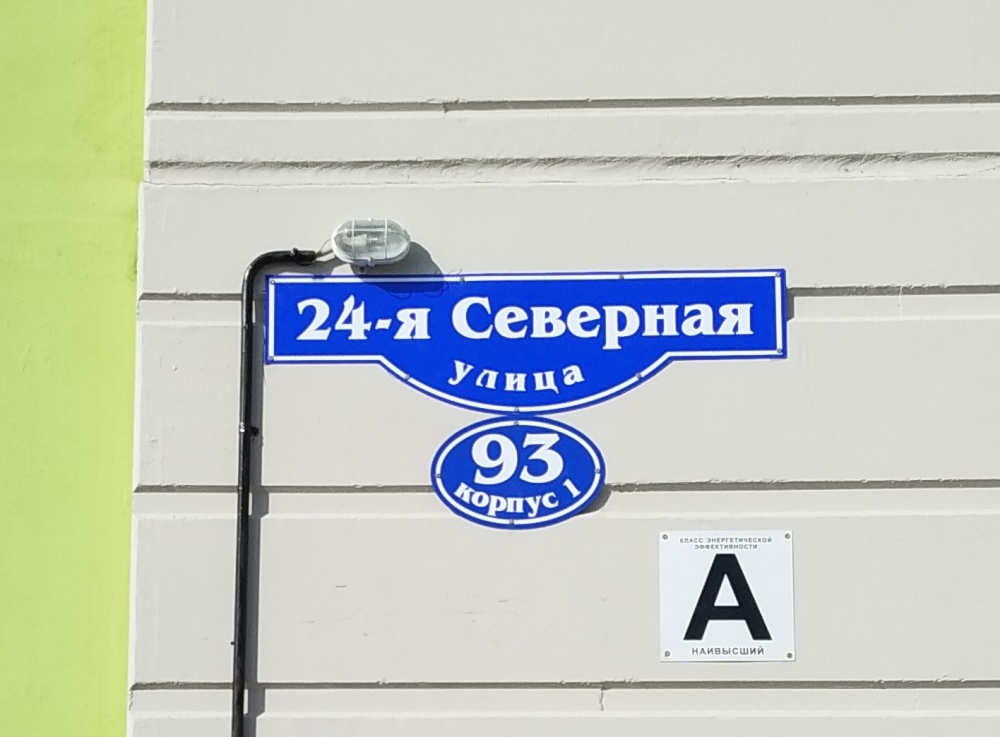 24-я Северная
улица
93
корпус 1
КЛАСС ЭНЕРГЕТИЧЕСКОЙ
ЭФФЕКТИВНОСТИ
А
НАИВЫСШИЙ